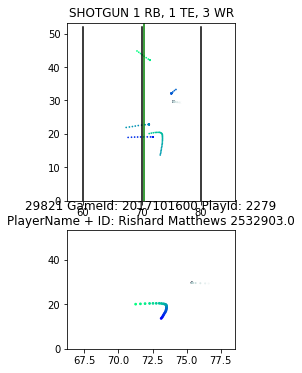 SHOTGUN 1 RB, 1 TE, 3 WR
50
40
30
20
10
0
60 70 80
29821 GameId: 2017101600 PlayId: 2279
PlayerName + ID: Rishard Matthews 2532903.0
40
20
0
67.5 70.0 72.5 75.0 77.5